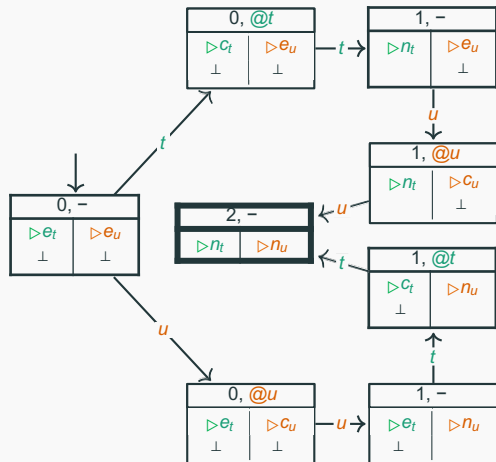 0, @t
▷c_t ▷e_u
⊥ ⊥
t
1, −
▷n_t ▷e_u
⊥
u
t
1, @u
▷n_t ▷c_u
⊥
u
0, −
▷e_t ▷e_u
⊥ ⊥
2, −
▷n_t ▷n_u
t
1, @t
▷c_t ▷n_u
⊥
u
t
0, @u
▷e_t ▷c_u
⊥ ⊥
u
1, −
▷e_t ▷n_u
⊥